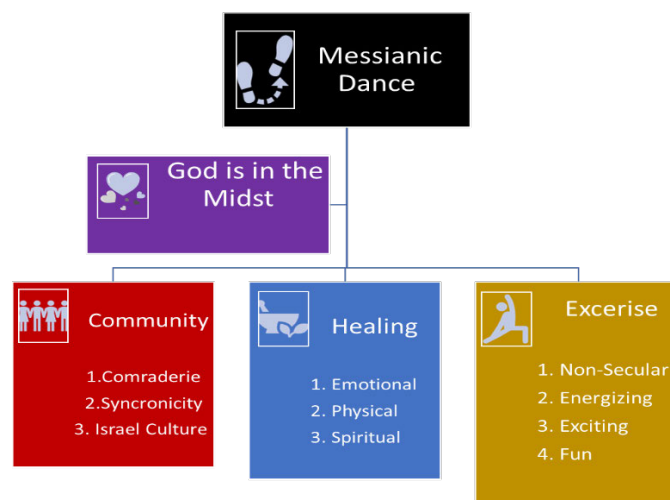 Messianic
Dance
God is in the
Midst
Community
1.Comraderie
2.Syncronicity
3. Israel Culture
Healing
1. Emotional
2. Physical
3. Spiritual
Excerise
1. Non-Secular
2. Energizing
3. Exciting
4. Fun